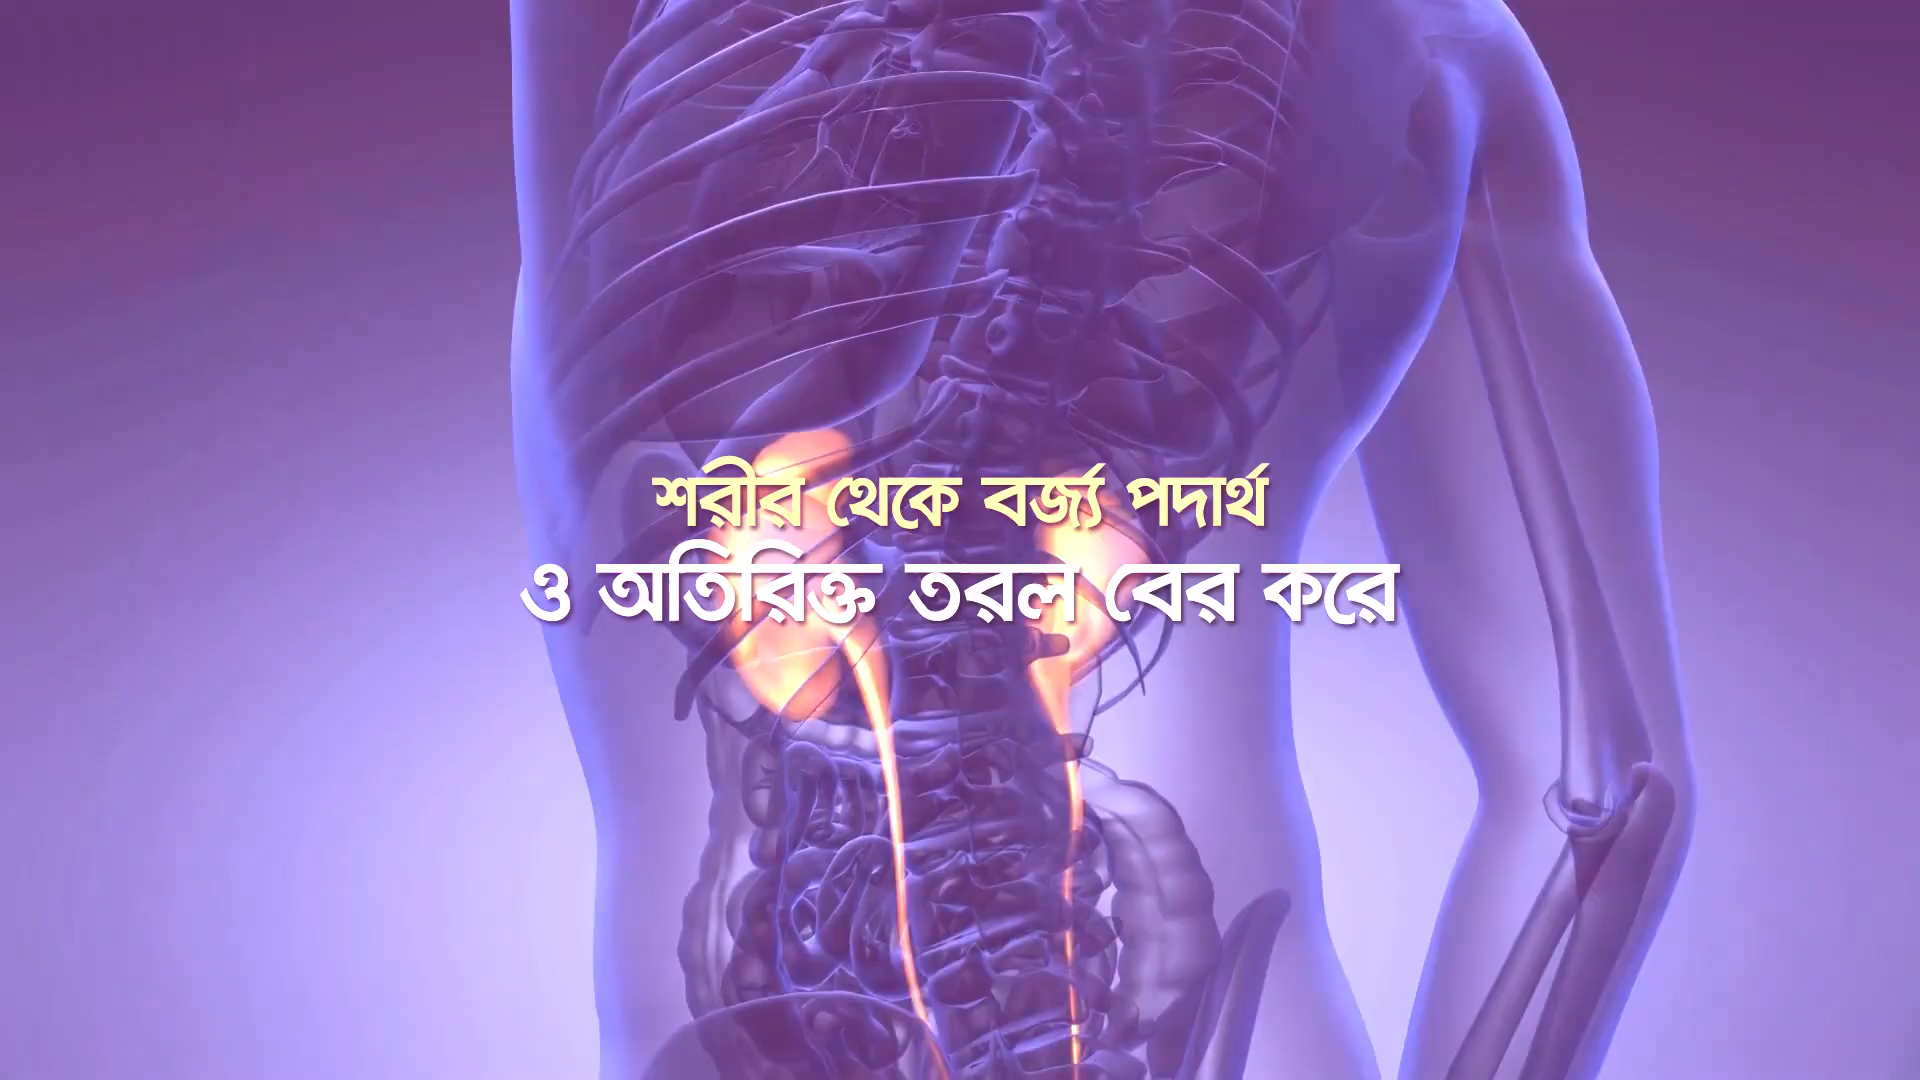 শরীর থেকে বর্জ্য পদার্থ
ও অতিরিক্ত তরল বের করে